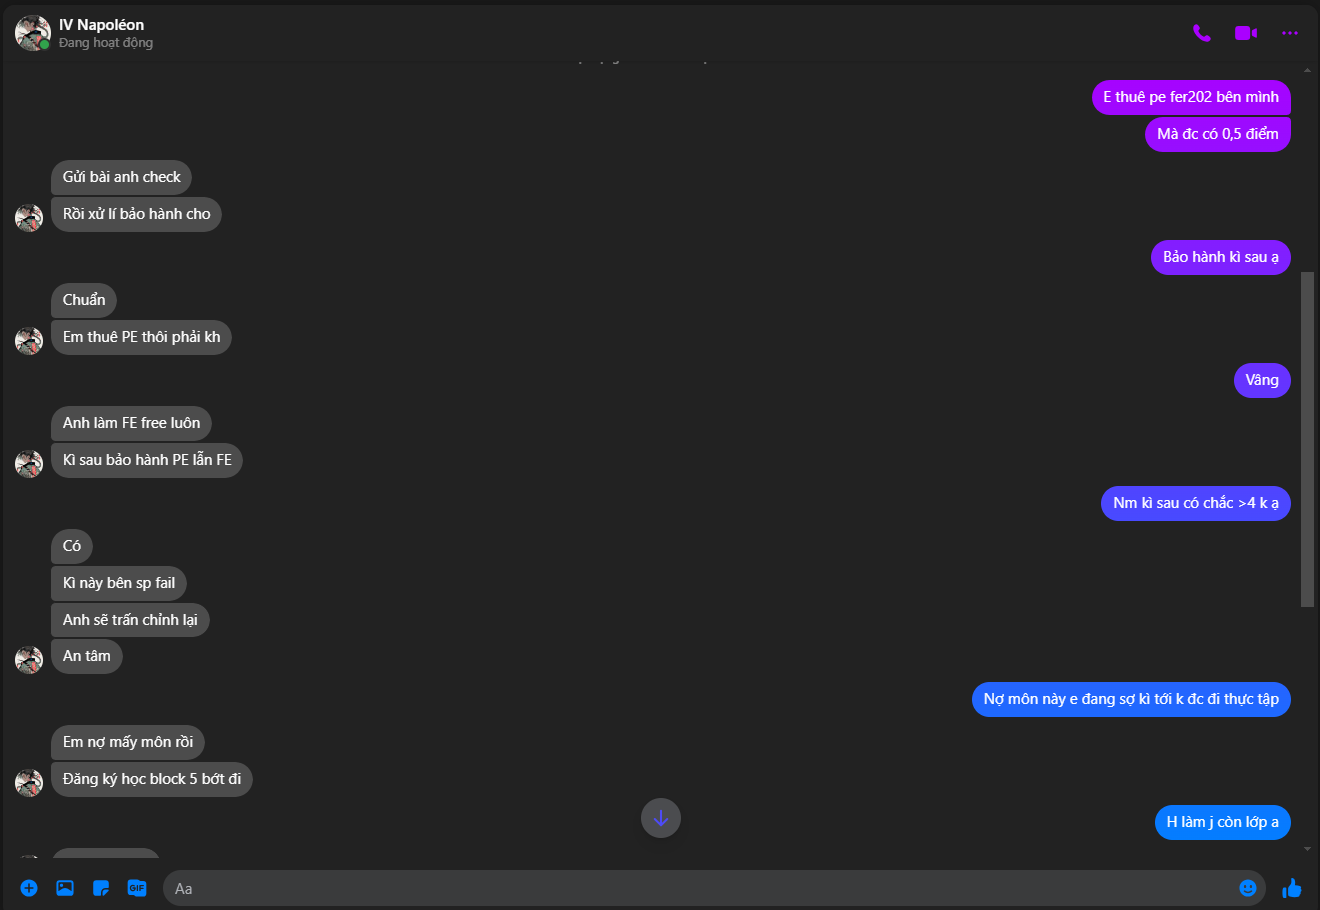 IV Napoléon
Đang hoạt động
E thuê pe fer202 bên mình
Mà đc có 0,5 điểm
Gửi bài anh check
Rồi xử lí bảo hành cho
Bảo hành kì sau ạ
Chuẩn
Em thuê PE thôi phải kh
Vâng
Anh làm FE free luôn
Kì sau bảo hành PE lẫn FE
Nm kì sau có chắc >4 k ạ
Có
Kì này bên sp fail
Anh sẽ trấn chỉnh lại
An tâm
Nợ môn này e đang sợ kì tới k đc đi thực tập
Em nợ mấy môn rồi
Đăng ký học block 5 bớt đi
H làm j còn lớp a
GIF
Aa